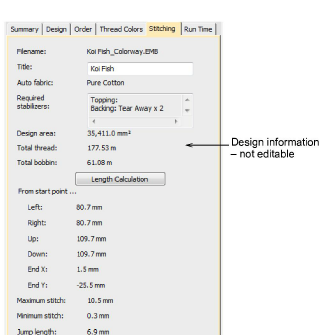 Summary Design Order Thread Colors Stitching Run Time
Filename: Koi Fish_Colorway.EMB
Title: Koi Fish
Auto fabric: Pure Cotton
Required stabilizers: Topping:
Backing: Tear Away x 2
Design area: 35,411.0 mm²
Total thread: 177.53 m
Total bobbin: 61.08 m
Length Calculation
From start point ...
Left: 80.7 mm
Right: 80.7 mm
Up: 109.7 mm
Down: 109.7 mm
End X: 1.5 mm
End Y: -25.5 mm
Maximum stitch: 10.5 mm
Minimum stitch: 0.3 mm
Jump length: 6.9 mm
Design information
– not editable